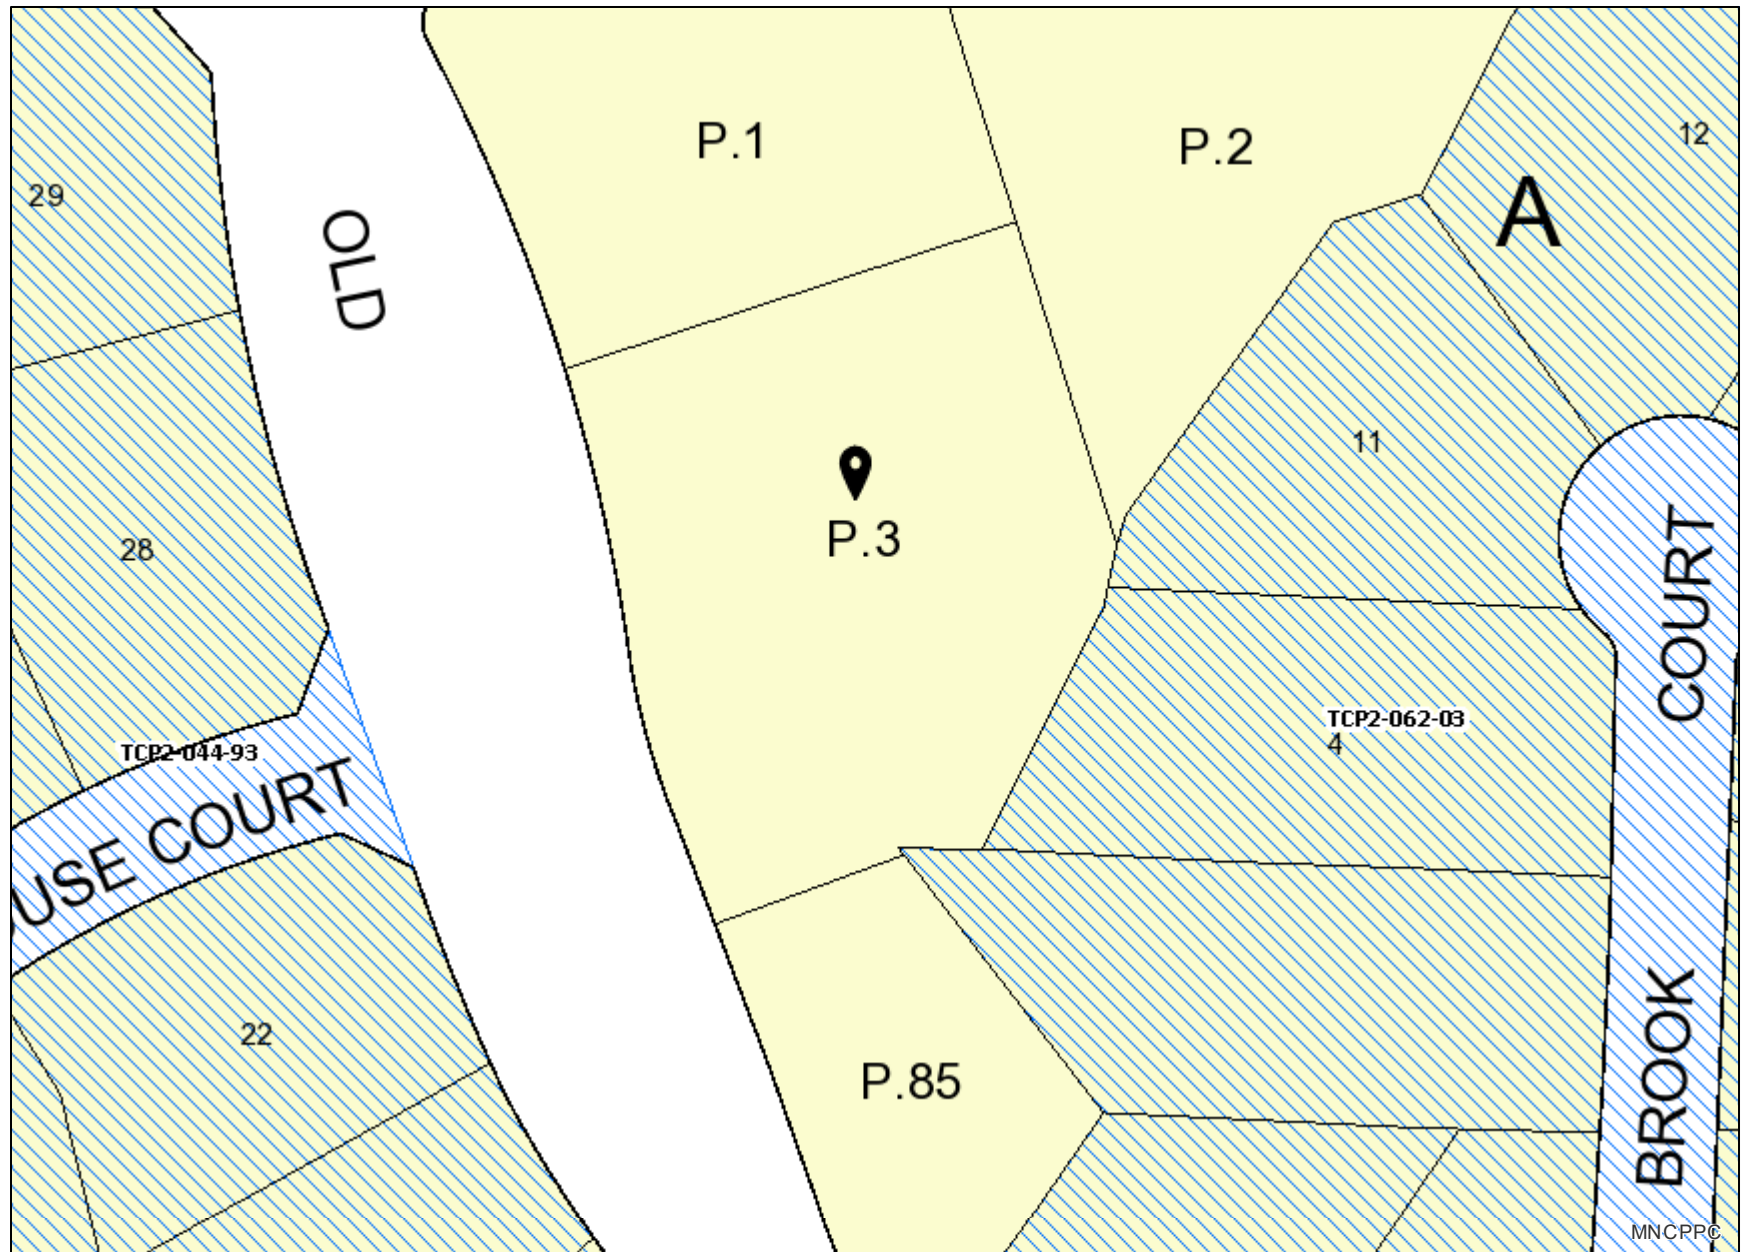 P.1
P.2
12
29
A
OLD
11
P.3
28
COURT
TCP2-062-03
4
TCP2-044-93
USE COURT
22
P.85
BROOK
MNCPPC